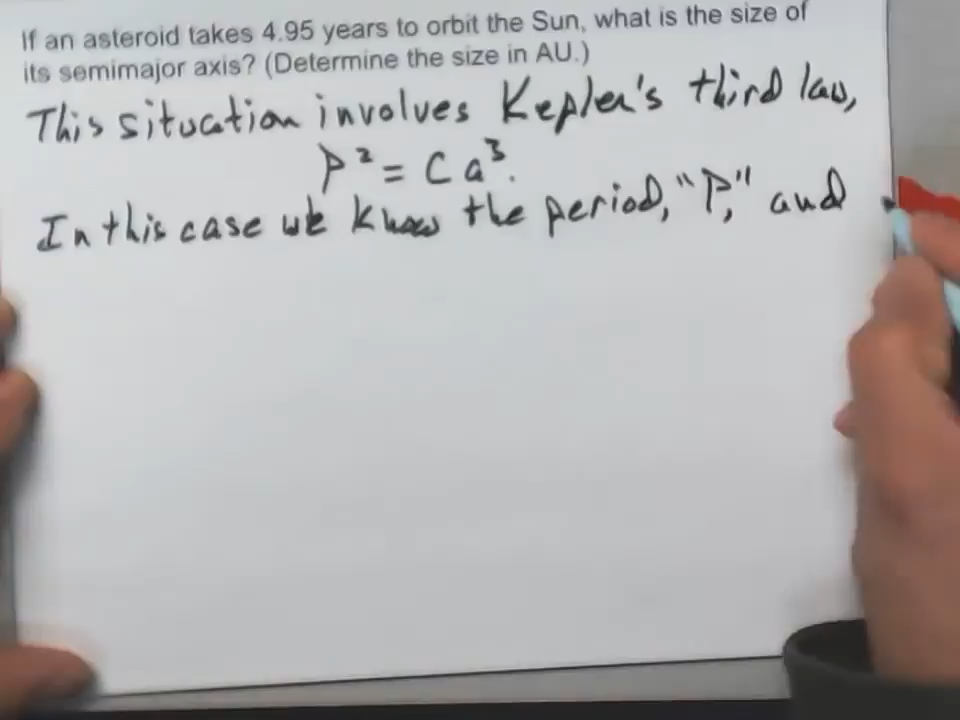 If an asteroid takes 4.95 years to orbit the Sun, what is the size of
its semimajor axis? (Determine the size in AU.)
This situation involves Kepler's third law,
P² = C a³.
In this case we know the period, "P," and